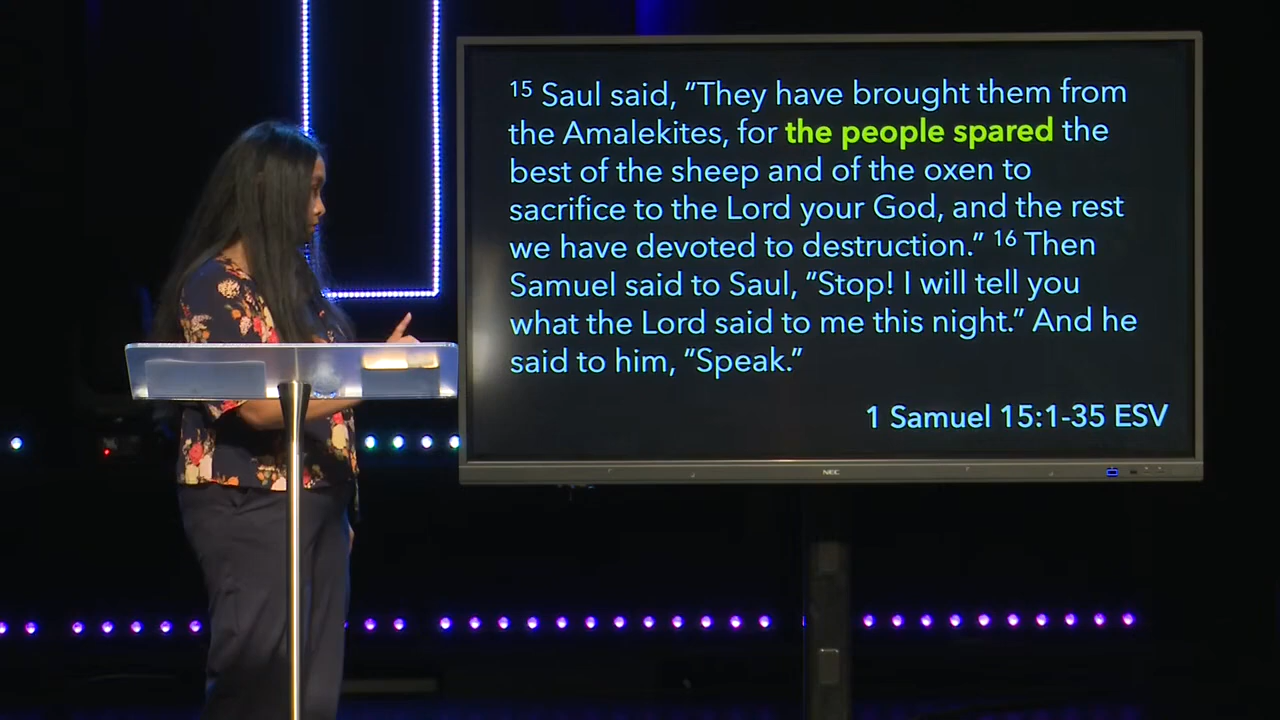 15 Saul said, “They have brought them from
the Amalekites, for the people spared the
best of the sheep and of the oxen to
sacrifice to the Lord your God, and the rest
we have devoted to destruction.” 16 Then
Samuel said to Saul, “Stop! I will tell you
what the Lord said to me this night.” And he
said to him, “Speak.”
1 Samuel 15:1-35 ESV
NEC